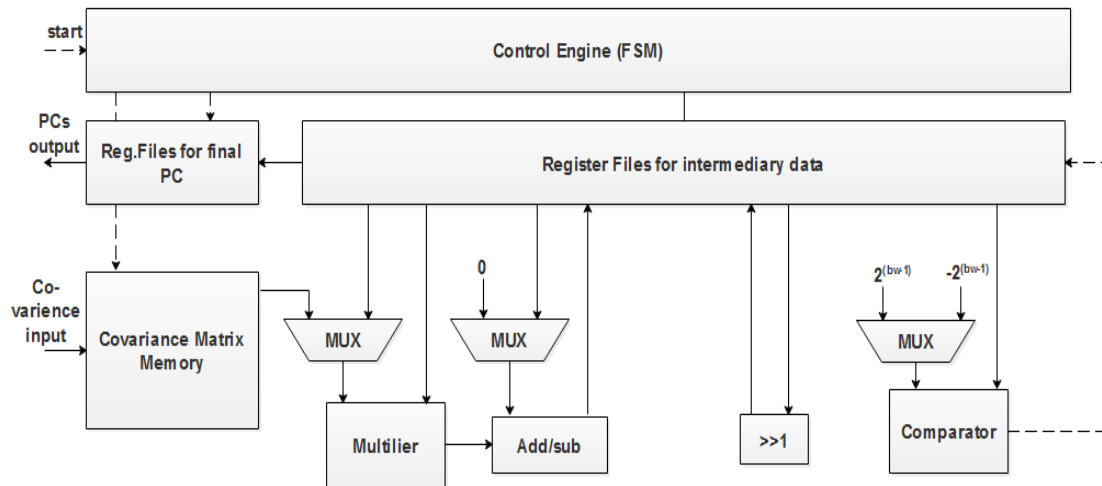 start
Control Engine (FSM)
PCs
output
Reg.Files for final
PC
Register Files for intermediary data
Co-
varience
input
Covariance Matrix
Memory
0
2^(bw-1)
-2^(bw-1)
MUX
MUX
MUX
Multilier
Add/sub
>>1
Comparator